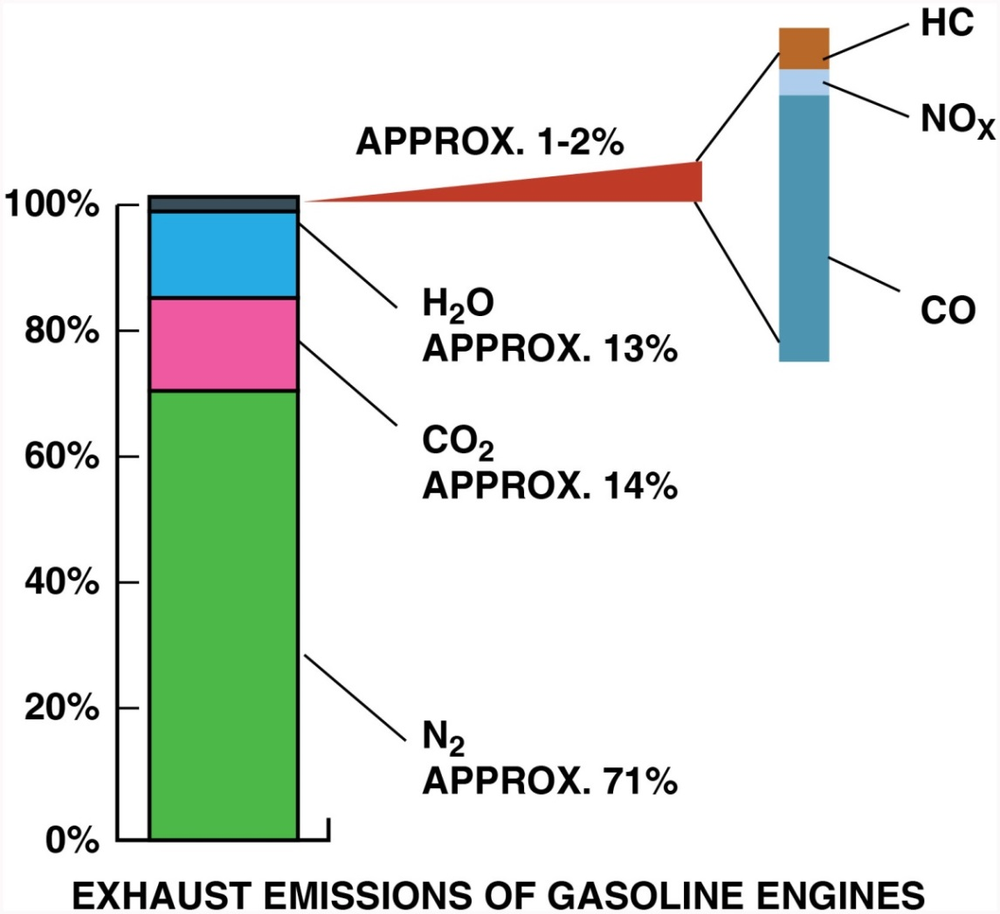 HC
NOX
APPROX. 1-2%
100%
H2O
APPROX. 13%
CO
80%
CO2
APPROX. 14%
60%
40%
20%
N2
APPROX. 71%
0%
EXHAUST EMISSIONS OF GASOLINE ENGINES